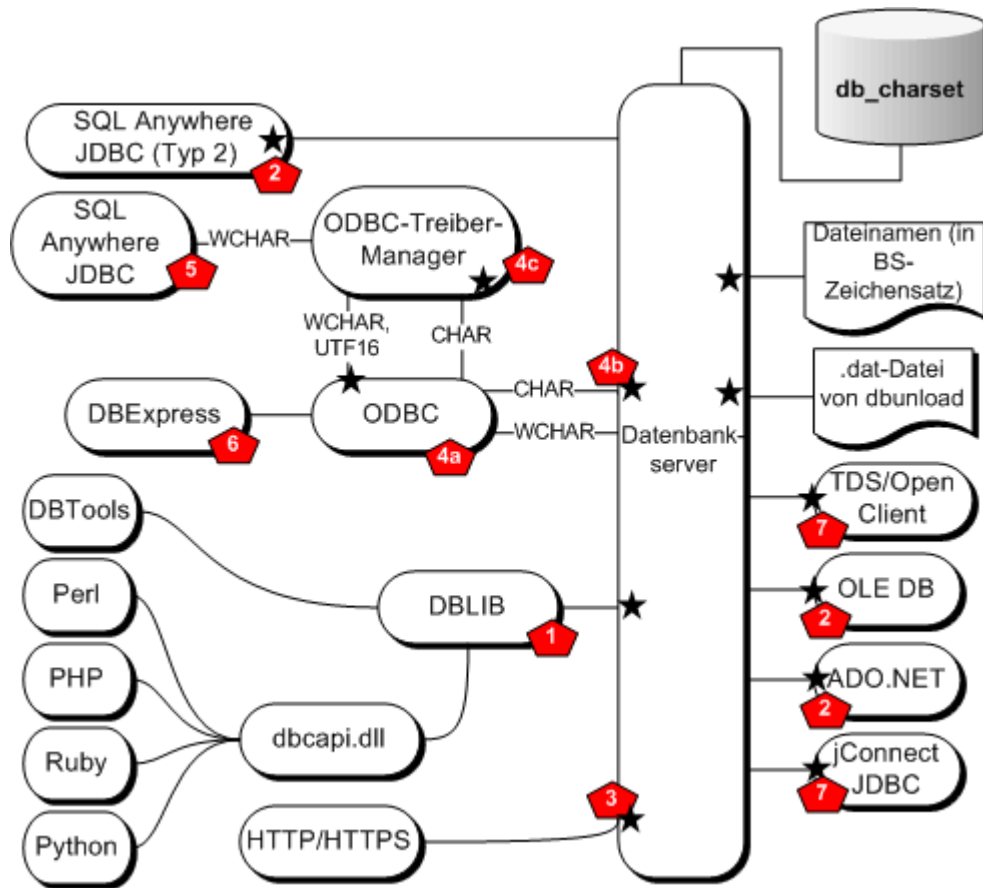 db_charset
SQL Anywhere
JDBC (Typ 2)
2
SQL
Anywhere
JDBC
5
WCHAR
ODBC-Treiber-
Manager
4c
Dateinamen (in
BS-
Zeichensatz)
WCHAR,
UTF16
CHAR
4b
.dat-Datei
von dbunload
DBExpress
6
ODBC
4a
CHAR
WCHAR
Datenbank-
server
TDS/Open
Client
7
DBTools
Perl
DBLIB
1
OLE DB
2
PHP
ADO.NET
2
dbcapi.dll
Ruby
jConnect
JDBC
7
3
HTTP/HTTPS
Python